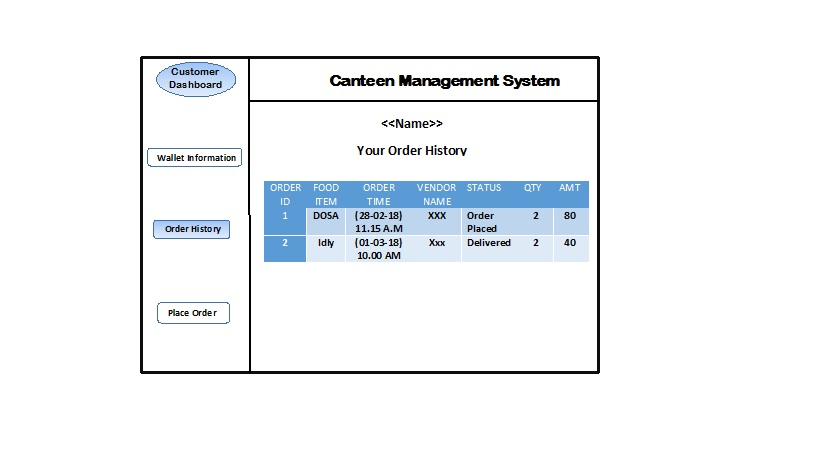 Customer
Dashboard
Canteen Management System
<<Name>>
Your Order History
Wallet Information
Order History
Place Order
ORDER ID FOOD ITEM ORDER TIME VENDOR NAME STATUS QTY AMT
1 DOSA (28-02-18) 11.15 A.M XXX Order Placed 2 80
2 Idly (01-03-18) 10.00 AM Xxx Delivered 2 40